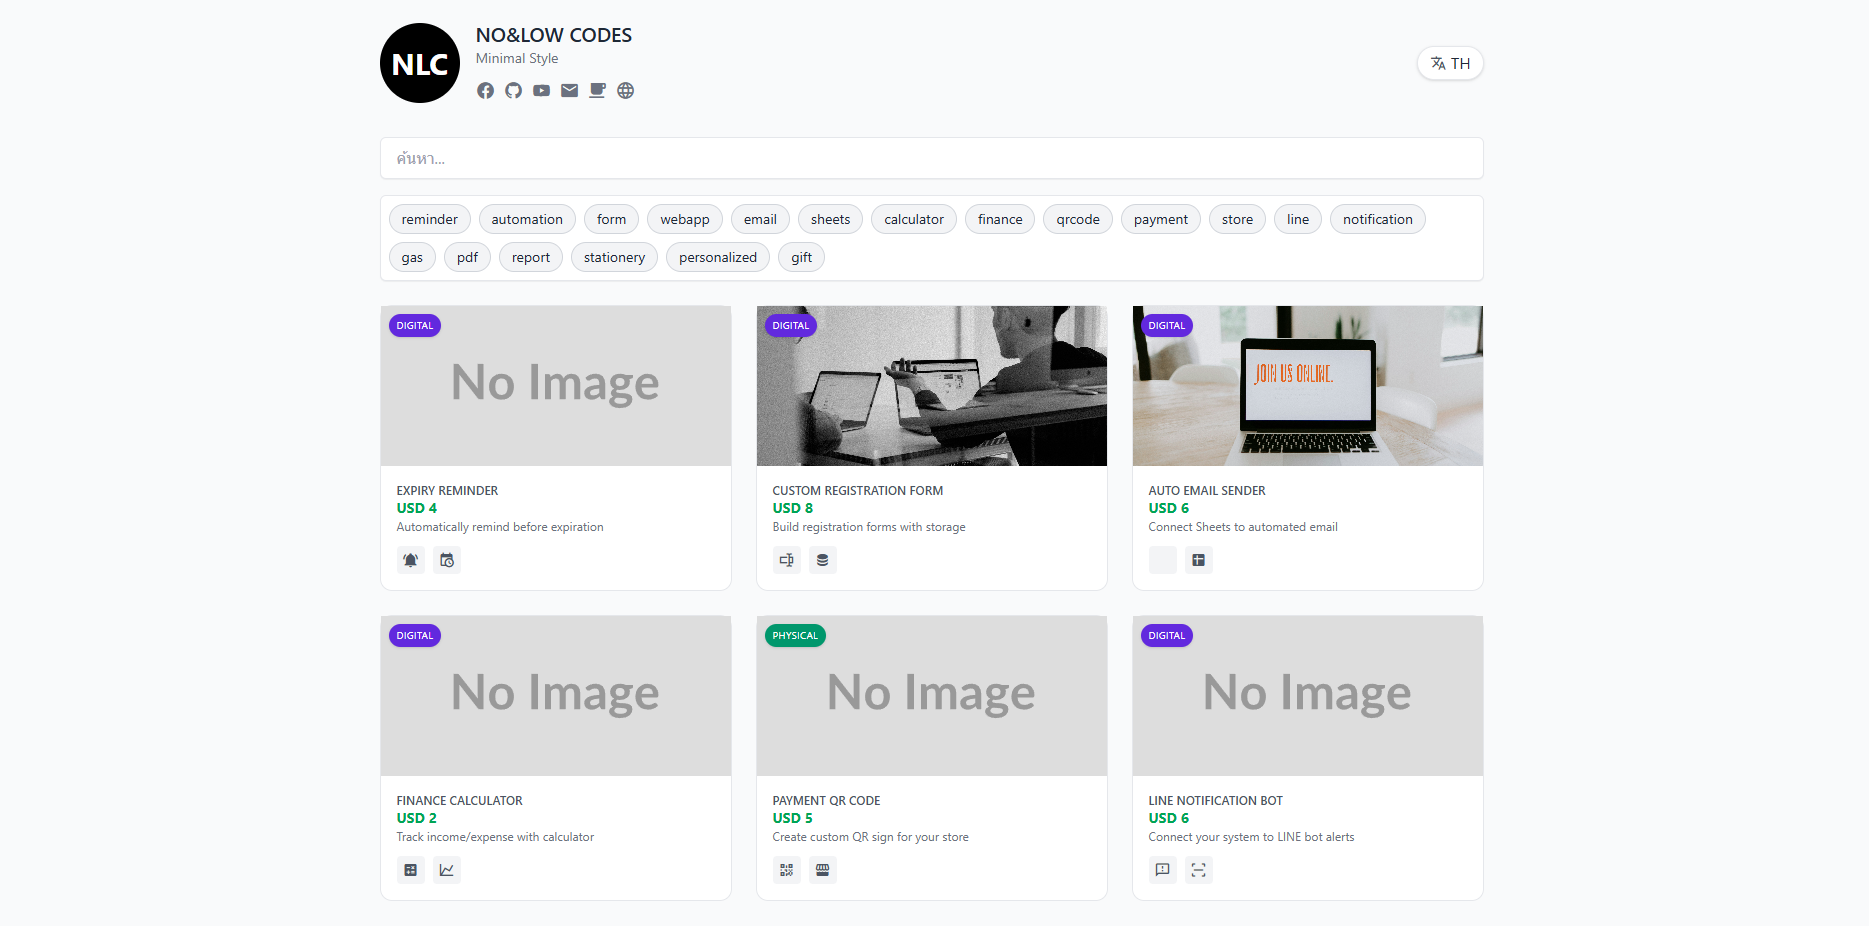 NLC
NO&LOW CODES
Minimal Style
TH
ค้นหา...
reminder automation form webapp email sheets calculator finance qrcode payment store line notification
gas pdf report stationery personalized gift
DIGITAL
No Image
EXPIRY REMINDER
USD 4
Automatically remind before expiration
DIGITAL
CUSTOM REGISTRATION FORM
USD 8
Build registration forms with storage
DIGITAL
JOIN US ONLINE.
AUTO EMAIL SENDER
USD 6
Connect Sheets to automated email
DIGITAL
No Image
FINANCE CALCULATOR
USD 2
Track income/expense with calculator
PHYSICAL
No Image
PAYMENT QR CODE
USD 5
Create custom QR sign for your store
DIGITAL
No Image
LINE NOTIFICATION BOT
USD 6
Connect your system to LINE bot alerts